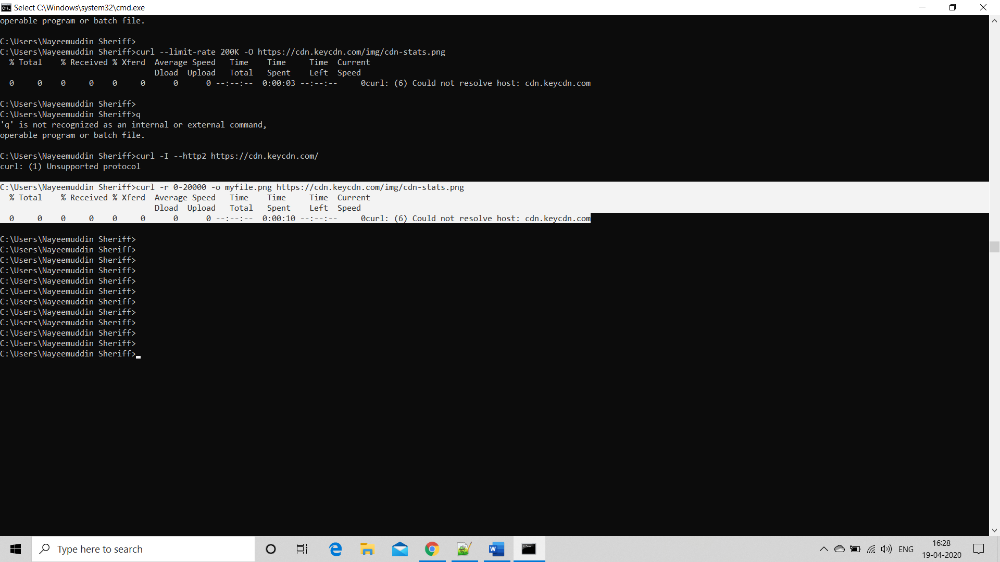 Select C:\Windows\system32\cmd.exe
operable program or batch file.
C:\Users\Nayeemuddin Sheriff>
C:\Users\Nayeemuddin Sheriff>curl --limit-rate 200K -O https://cdn.keycdn.com/img/cdn-stats.png
  % Total    % Received % Xferd  Average Speed   Time    Time     Time  Current
                                 Dload  Upload   Total   Spent    Left  Speed
  0     0    0     0    0     0      0      0 --:--:--  0:00:03 --:--:--     0curl: (6) Could not resolve host: cdn.keycdn.com
C:\Users\Nayeemuddin Sheriff>
C:\Users\Nayeemuddin Sheriff>q
'q' is not recognized as an internal or external command,
operable program or batch file.
C:\Users\Nayeemuddin Sheriff>curl -I --http2 https://cdn.keycdn.com/
curl: (1) Unsupported protocol
C:\Users\Nayeemuddin Sheriff>curl -r 0-20000 -o myfile.png https://cdn.keycdn.com/img/cdn-stats.png
  % Total    % Received % Xferd  Average Speed   Time    Time     Time  Current
                                 Dload  Upload   Total   Spent    Left  Speed
  0     0    0     0    0     0      0      0 --:--:--  0:00:10 --:--:--     0curl: (6) Could not resolve host: cdn.keycdn.com
C:\Users\Nayeemuddin Sheriff>
C:\Users\Nayeemuddin Sheriff>
C:\Users\Nayeemuddin Sheriff>
C:\Users\Nayeemuddin Sheriff>
C:\Users\Nayeemuddin Sheriff>
C:\Users\Nayeemuddin Sheriff>
C:\Users\Nayeemuddin Sheriff>
C:\Users\Nayeemuddin Sheriff>
C:\Users\Nayeemuddin Sheriff>
C:\Users\Nayeemuddin Sheriff>
C:\Users\Nayeemuddin Sheriff>
C:\Users\Nayeemuddin Sheriff>
Type here to search
ENG
16:28
19-04-2020